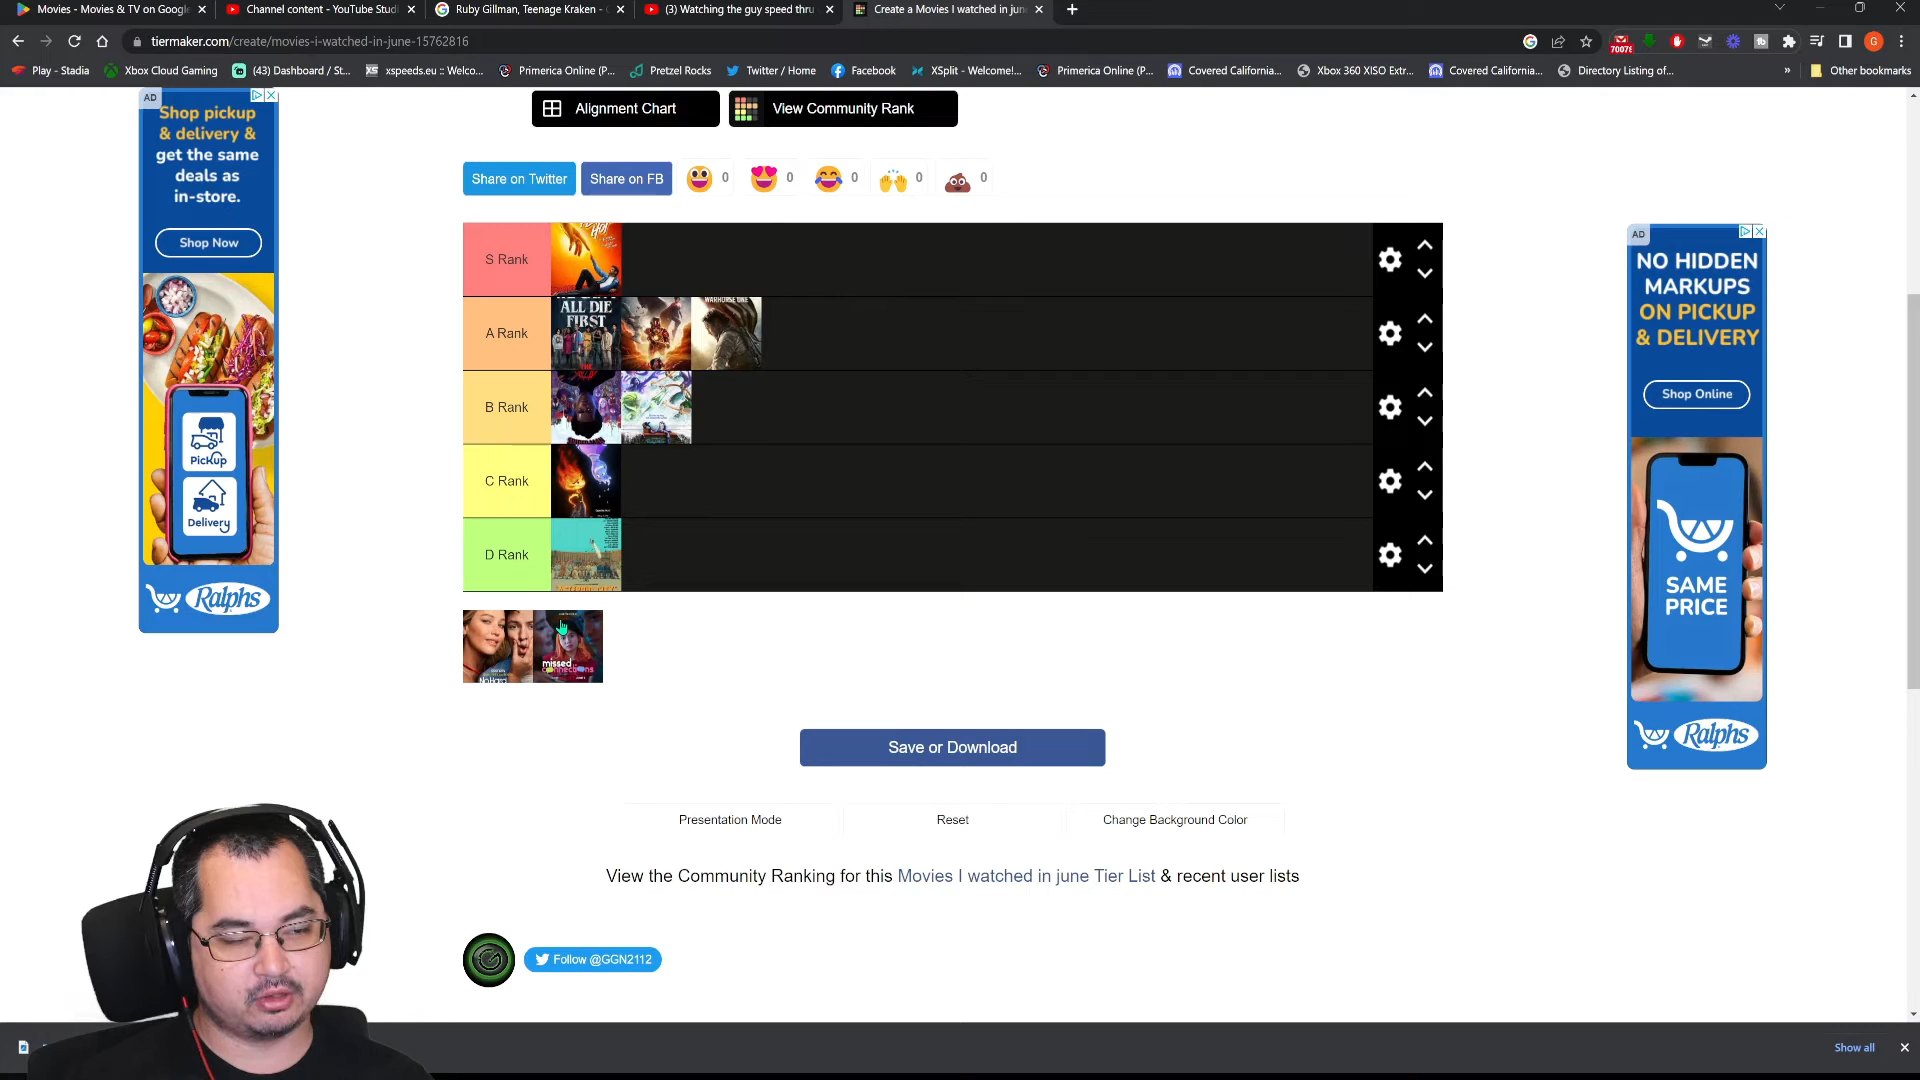 Movies - Movies & TV on Google
Channel content - YouTube Studi
Ruby Gillman, Teenage Kraken -
(3) Watching the guy speed thru
Create a Movies I watched in jun
tiermaker.com/create/movies-i-watched-in-june-15762816
70078
G
Play - Stadia
Xbox Cloud Gaming
(43) Dashboard / St...
xspeeds.eu :: Welco...
Primerica Online (P...
Pretzel Rocks
Twitter / Home
Facebook
XSplit - Welcome!...
Primerica Online (P...
Covered California...
Xbox 360 XISO Extr...
Covered California...
Directory Listing of...
»
Other bookmarks
AD
Shop pickup
& delivery &
get the same
deals as
in-store.
Shop Now
PicKup
Delivery
Ralphs
Alignment Chart
View Community Rank
Share on Twitter
Share on FB
0
0
0
0
0
S Rank
A Rank
ALL DIE
FIRST
WARHORSE ONE
B Rank
C Rank
D Rank
No Hard
missed
connections
Save or Download
Presentation Mode
Reset
Change Background Color
View the Community Ranking for this Movies I watched in june Tier List & recent user lists
Follow @GGN2112
AD
NO HIDDEN
MARKUPS
ON PICKUP
& DELIVERY
Shop Online
SAME
PRICE
Ralphs
Show all